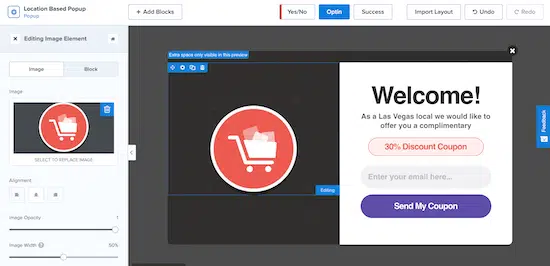 Location Based Popup
Popup
+ Add Blocks
Yes/No
Optin
Success
Import Layout
Undo
Redo
Editing Image Element
Image
Block
Image
SELECT TO REPLACE IMAGE
Alignment
Image Opacity
1
Image Width
50%
Extra space only visible in this preview
Editing
Welcome!
As a Las Vegas local we would like to
offer you a complimentary
30% Discount Coupon
Enter your email here...
Send My Coupon
Feedback